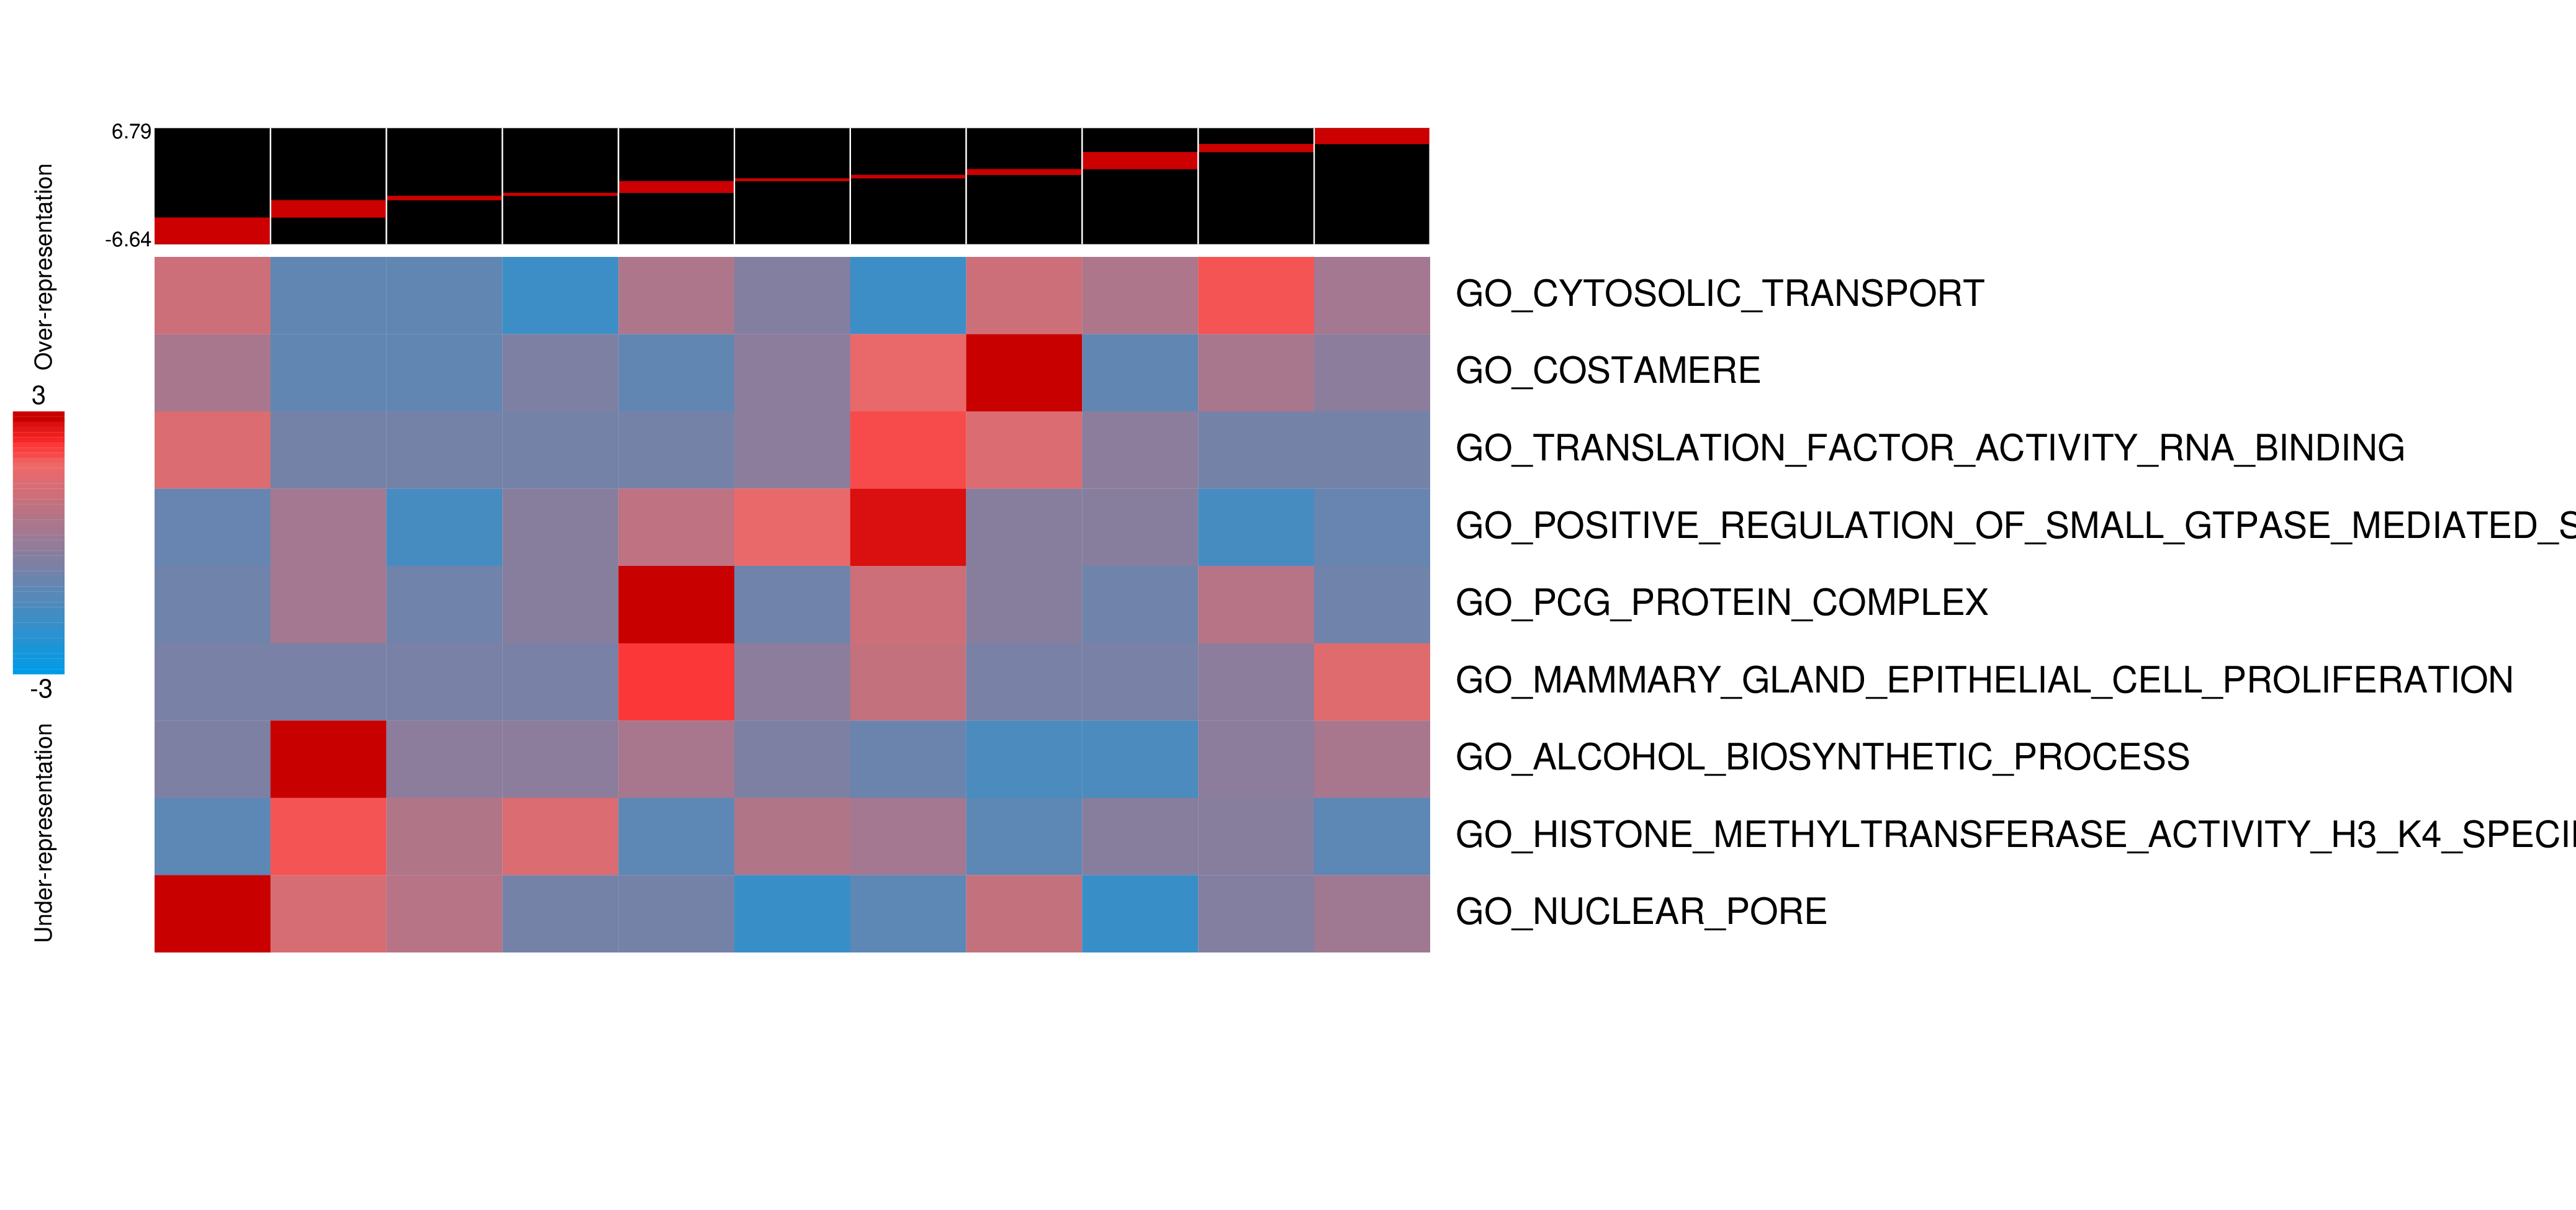 6.79
-6.64
Over-representation
3
-3
Under-representation
GO_CYTOSOLIC_TRANSPORT
GO_COSTAMERE
GO_TRANSLATION_FACTOR_ACTIVITY_RNA_BINDING
GO_POSITIVE_REGULATION_OF_SMALL_GTPASE_MEDIATED_S
GO_PCG_PROTEIN_COMPLEX
GO_MAMMARY_GLAND_EPITHELIAL_CELL_PROLIFERATION
GO_ALCOHOL_BIOSYNTHETIC_PROCESS
GO_HISTONE_METHYLTRANSFERASE_ACTIVITY_H3_K4_SPECI
GO_NUCLEAR_PORE